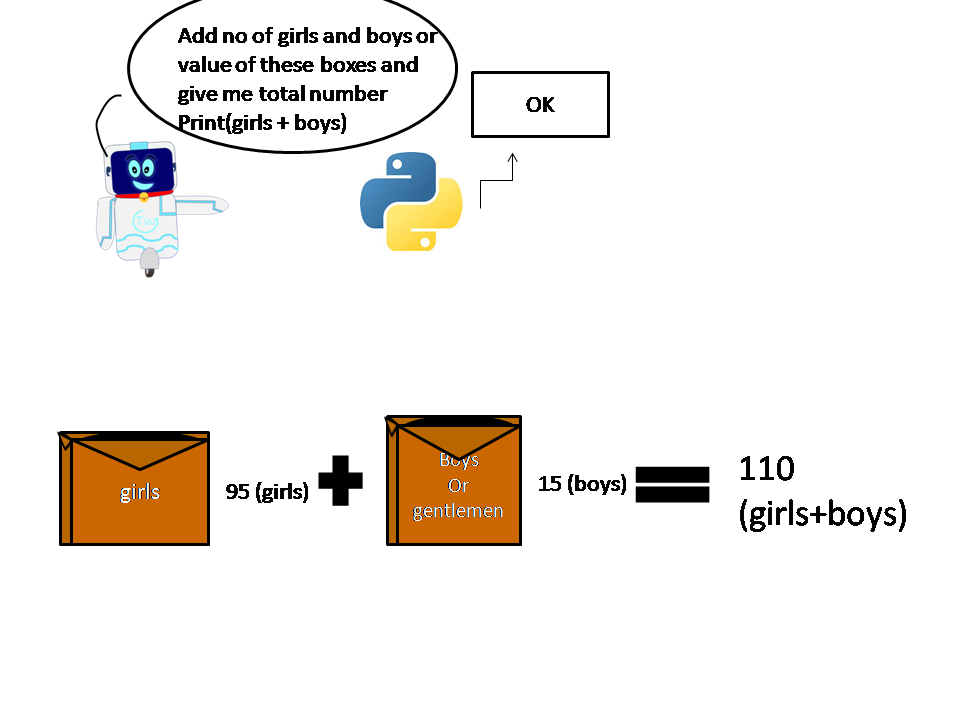 Add no of girls and boys or
value of these boxes and
give me total number
Print(girls + boys)
OK
TW
girls
95 (girls)
Boys
Or
gentlemen
15 (boys)
110
(girls+boys)